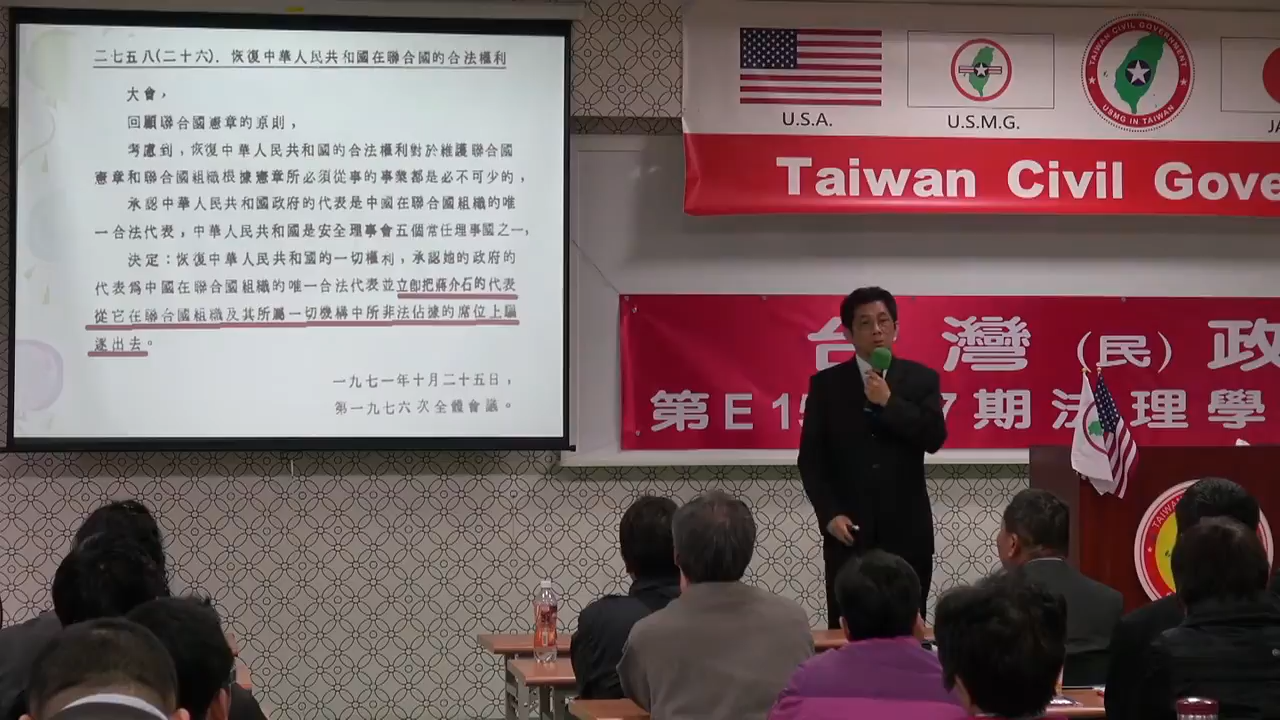 二七五八(二十六). 恢復中華人民共和國在聯合國的合法權利
大會,
回顧聯合國憲章的原則,
考慮到, 恢復中華人民共和國的合法權利對於維護聯合國
憲章和聯合國組織根據憲章所必須從事的事業都是必不可少的,
承認中華人民共和國政府的代表是中國在聯合國組織的唯
一合法代表, 中華人民共和國是安全理事會五個常任理事國之一,
決定:恢復中華人民共和國的一切權利, 承認她的政府的
代表爲中國在聯合國組織的唯一合法代表並立即把蔣介石的代表
從它在聯合國組織及其所屬一切機構中所非法佔據的席位上驅
逐出去。
一九七一年十月二十五日,
第一九七六次全體會議。
U.S.A.
U.S.M.G.
TAIWAN CIVIL GOVERNMENT
USMG IN TAIWAN
JA
Taiwan Civil Gove
台灣(民)政
第E15 7期法理學
TAIWAN